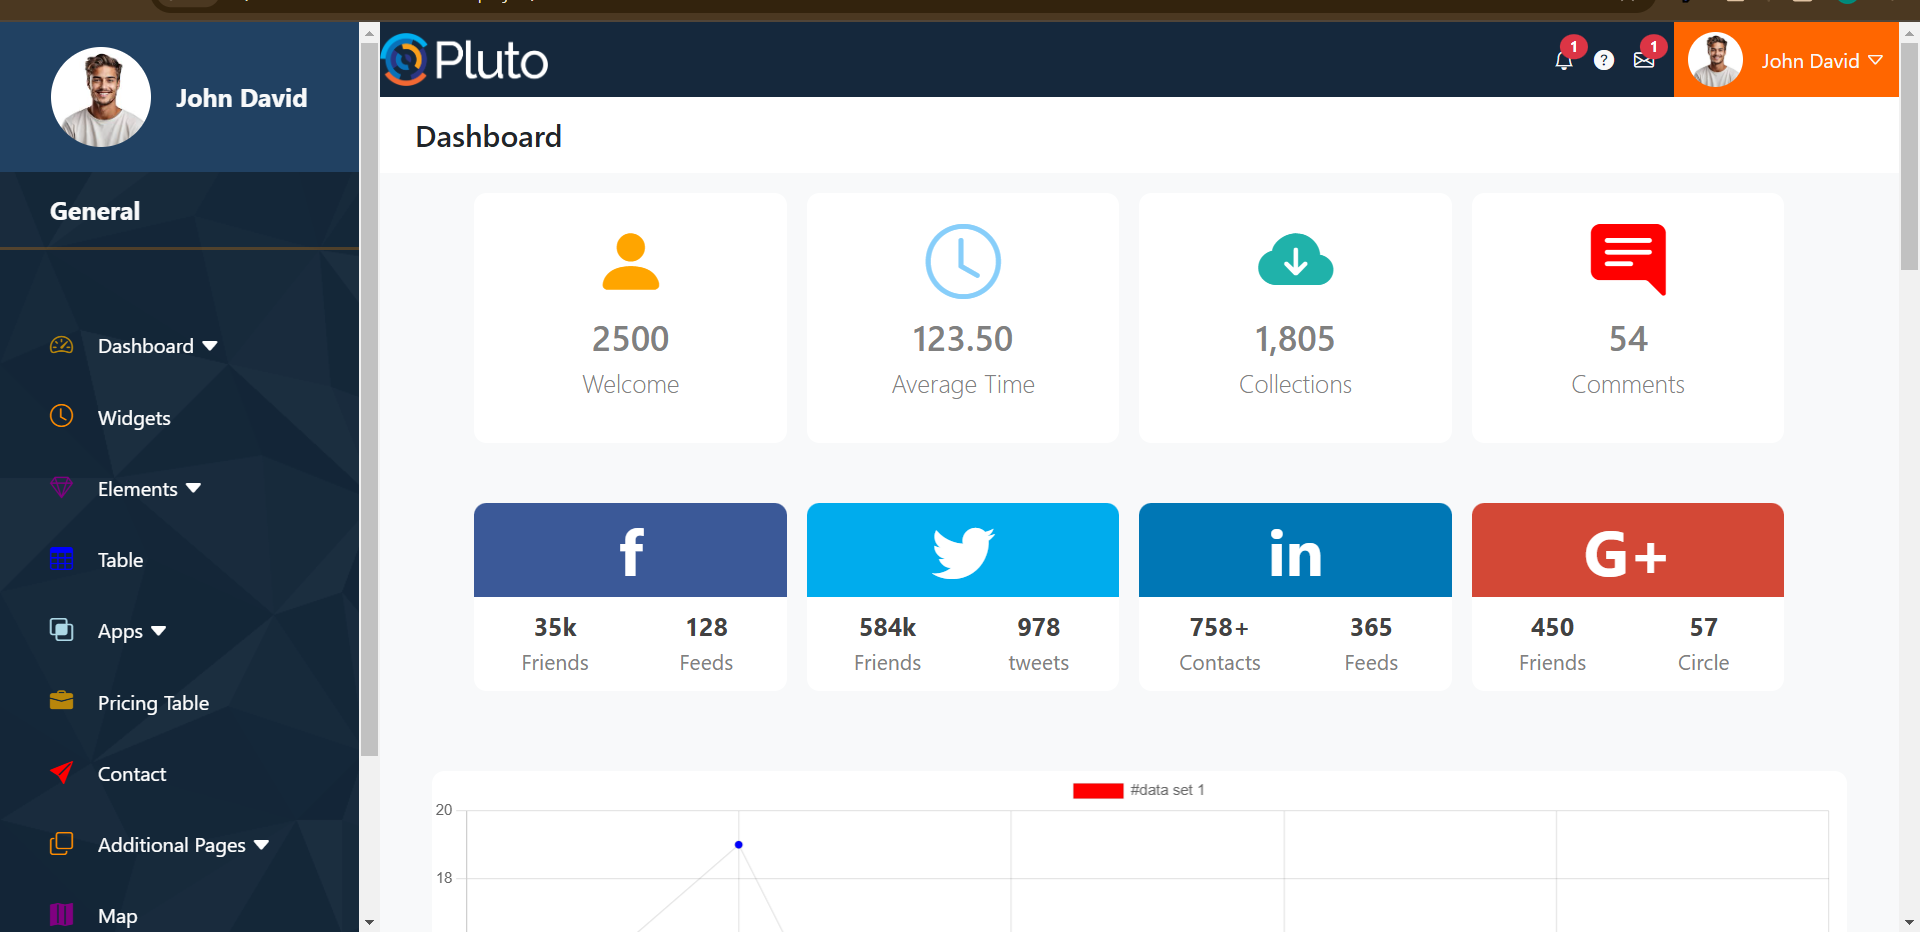 John David
General
Dashboard
Widgets
Elements
Table
Apps
Pricing Table
Contact
Additional Pages
Map
Pluto
1
?
1
John David
Dashboard
2500
Welcome
123.50
Average Time
1,805
Collections
54
Comments
f
35k 128
Friends Feeds
584k 978
Friends tweets
in
758+ 365
Contacts Feeds
G+
450 57
Friends Circle
#data set 1
20
18